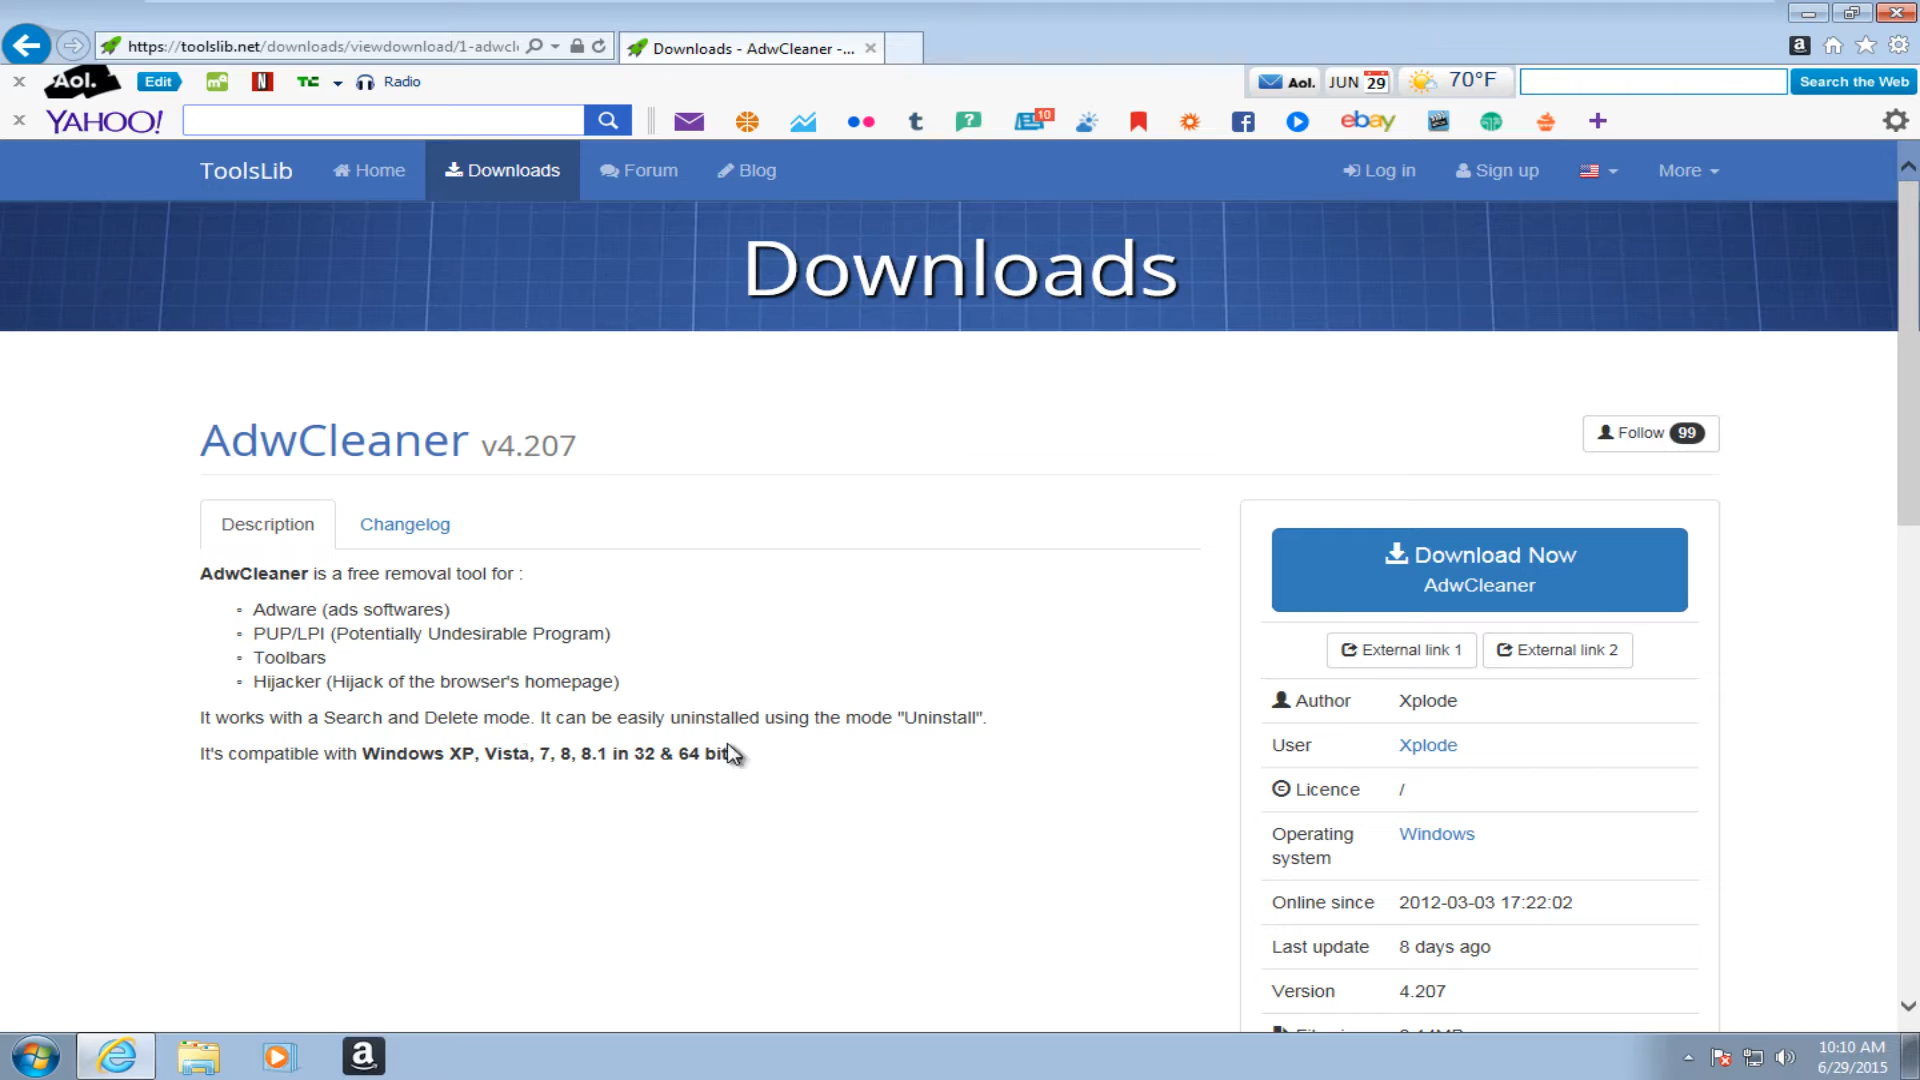 https://toolslib.net/downloads/viewdownload/1-adwcl
Downloads - AdwCleaner -...
Aol. Edit Radio Aol. JUN 29 70°F Search the Web
YAHOO! 10 ebay
ToolsLib Home Downloads Forum Blog Log in Sign up More
Downloads
AdwCleaner v4.207
Follow 99
Description Changelog
AdwCleaner is a free removal tool for :
Adware (ads softwares)
PUP/LPI (Potentially Undesirable Program)
Toolbars
Hijacker (Hijack of the browser's homepage)
It works with a Search and Delete mode. It can be easily uninstalled using the mode "Uninstall".
It's compatible with Windows XP, Vista, 7, 8, 8.1 in 32 & 64 bit
Download Now
AdwCleaner
External link 1 External link 2
Author Xplode
User Xplode
Licence /
Operating system Windows
Online since 2012-03-03 17:22:02
Last update 8 days ago
Version 4.207
10:10 AM
6/29/2015